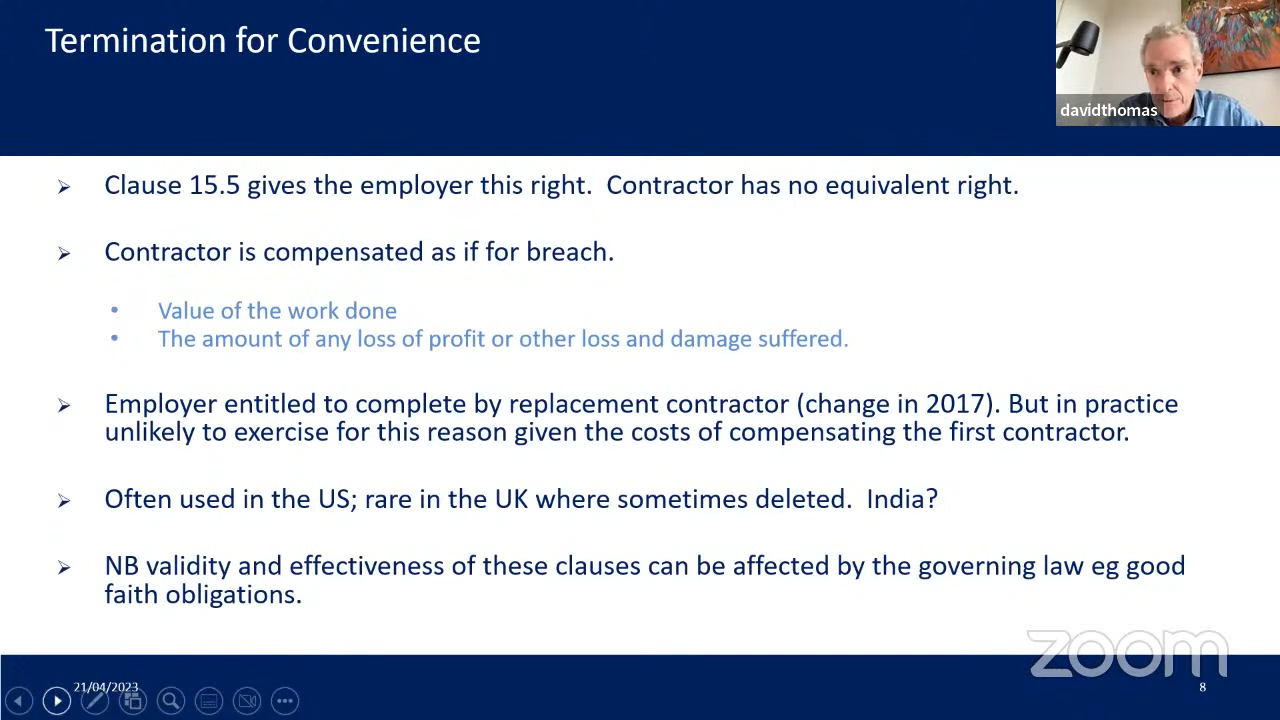 Termination for Convenience
davidthomas
Clause 15.5 gives the employer this right. Contractor has no equivalent right.
Contractor is compensated as if for breach.
Value of the work done
The amount of any loss of profit or other loss and damage suffered.
Employer entitled to complete by replacement contractor (change in 2017). But in practice
unlikely to exercise for this reason given the costs of compensating the first contractor.
Often used in the US; rare in the UK where sometimes deleted. India?
NB validity and effectiveness of these clauses can be affected by the governing law eg good
faith obligations.
zoom
21/04/2023
8